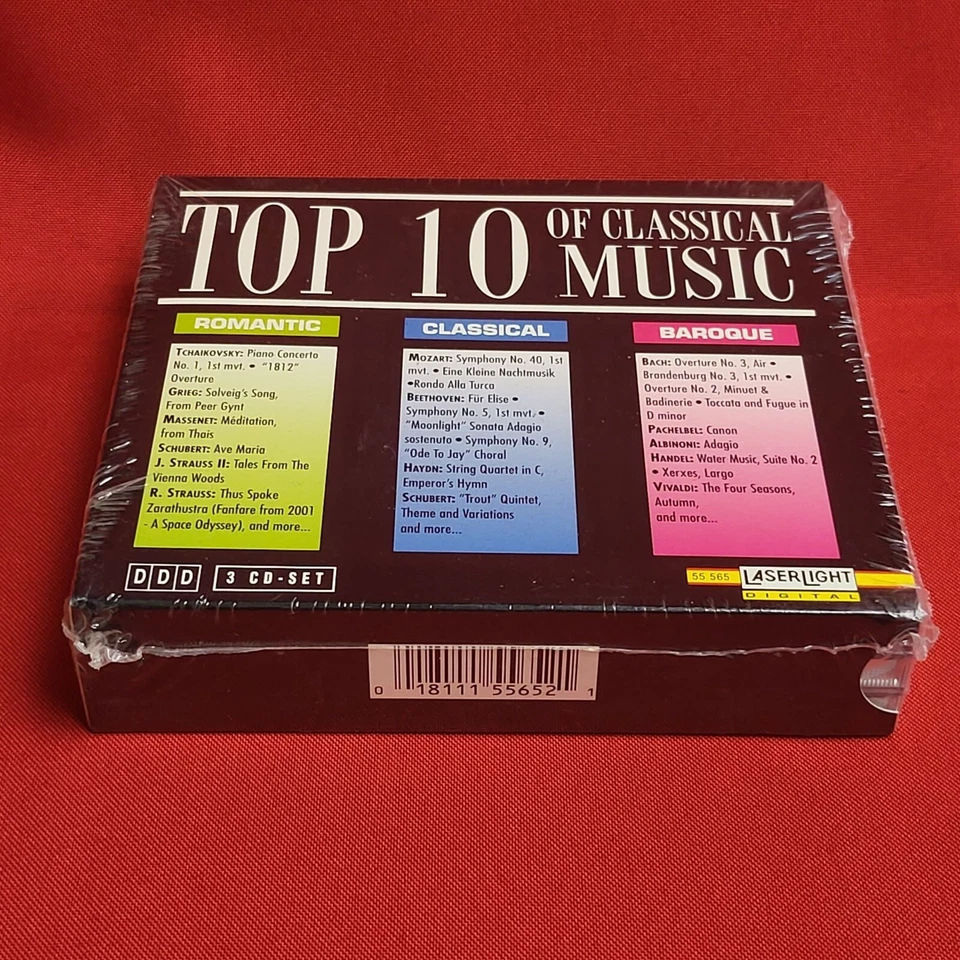 TOP 10 OF CLASSICAL
MUSIC
ROMANTIC
TCHAIKOVSKY: Piano Concerto
No. 1, 1st mvt. • "1812"
Overture
GRIEG: Solveig's Song,
From Peer Gynt
MASSENET: Méditation,
from Thais
SCHUBERT: Ave Maria
J. STRAUSS II: Tales From The
Vienna Woods
R. STRAUSS: Thus Spoke
Zarathustra (Fanfare from 2001
- A Space Odyssey), and more...
CLASSICAL
MOZART: Symphony No. 40, 1st
mvt. • Eine Kleine Nachtmusik
•Rondo Alla Turca
BEETHOVEN: Für Elise •
Symphony No. 5, 1st mvt. •
"Moonlight" Sonata Adagio
sostenuto • Symphony No. 9,
"Ode To Jay" Choral
HAYDN: String Quartet in C,
Emperor's Hymn
SCHUBERT: "Trout" Quintet,
Theme and Variations
and more...
BAROQUE
BACH: Overture No. 3, Air •
Brandenburg No. 3, 1st mvt. •
Overture No. 2, Minuet &
Badinerie • Toccata and Fugue in
D minor
PACHELBEL: Canon
ALBINONI: Adagio
HANDEL: Water Music, Suite No. 2
• Xerxes, Largo
VIVALDI: The Four Seasons,
Autumn,
and more...
DDD 3 CD-SET
55 565 LASERLIGHT
DIGITAL
0 18111 55652 1